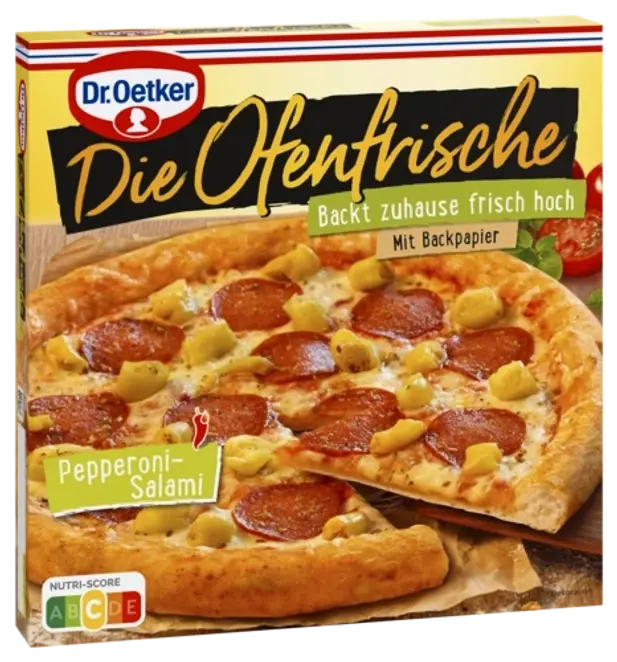 Dr.Oetker
Die Ofenfrische
Backt zuhause frisch hoch
Mit Backpapier
Pepperoni-
Salami
NUTRI-SCORE
A B C D E